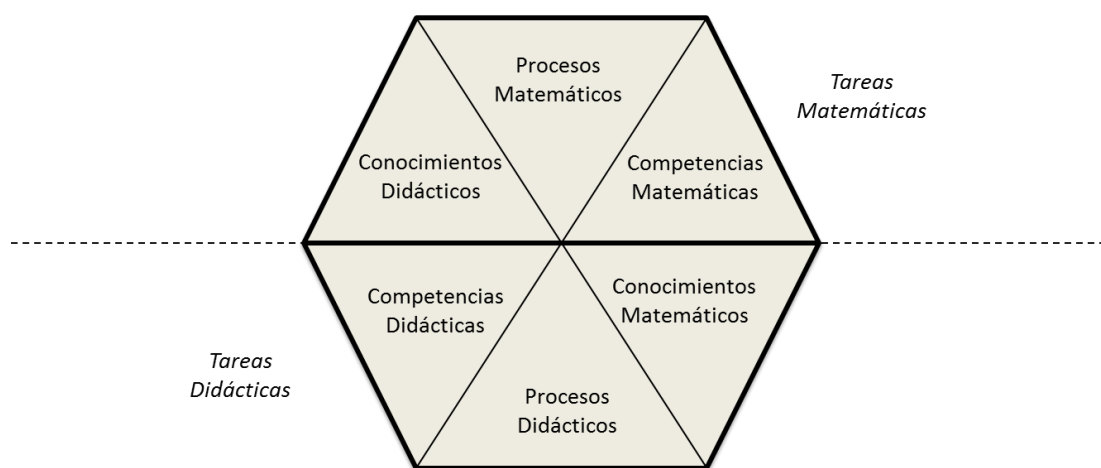 Procesos
Matemáticos
Tareas
Matemáticas
Conocimientos
Didácticos
Competencias
Matemáticas
Competencias
Didácticas
Conocimientos
Matemáticos
Tareas
Didácticas
Procesos
Didácticos